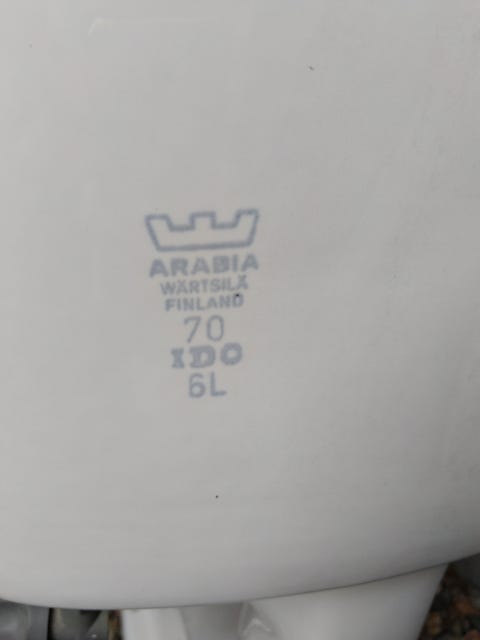 ARABIA
WÄRTSILÄ
FINLAND
70
IDO
6L